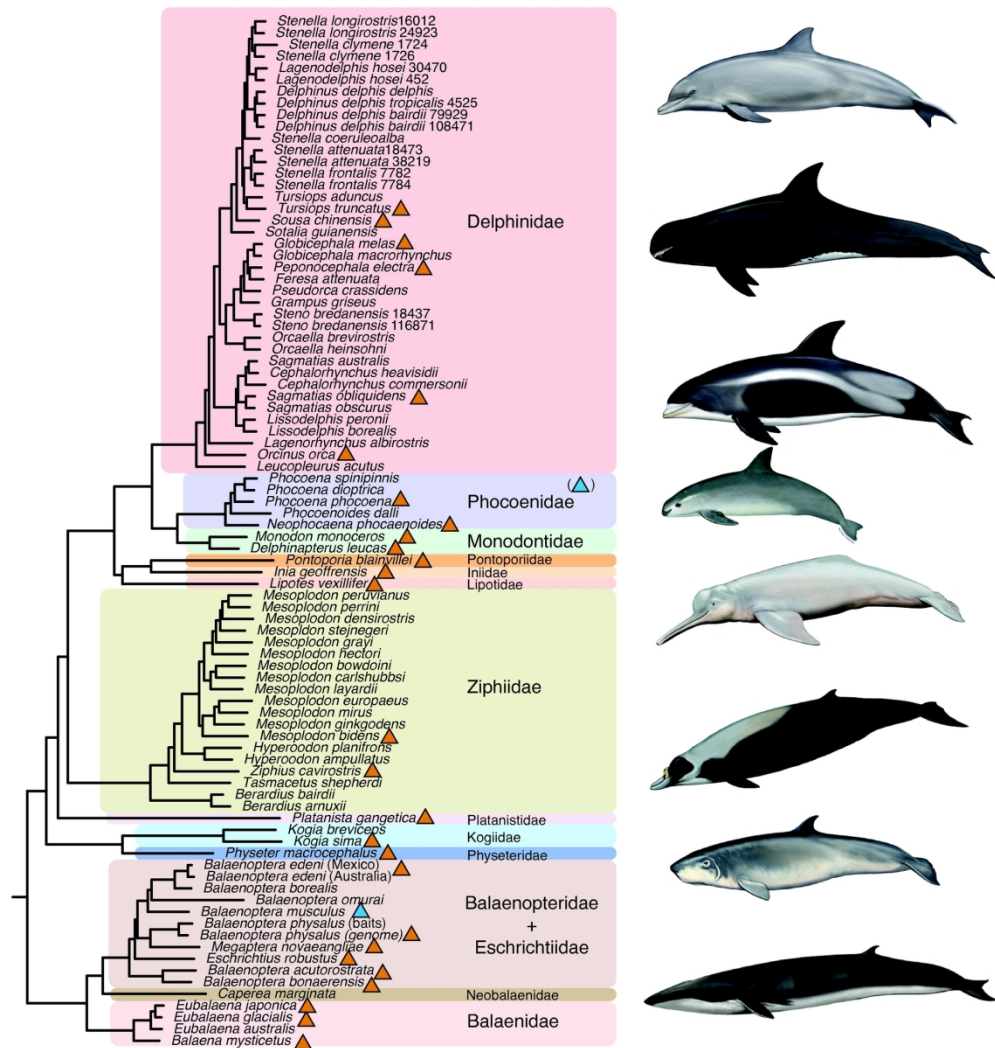 Stenella longirostris16012
Stenella longirostris 24923
Stenella clymene 1724
Stenella clymene 1726
Lagenodelphis hosei 30470
Lagenodelphis hosei 452
Delphinus delphis delphis
Delphinus delphis tropicalis 4525
Delphinus delphis bairdii 79929
Delphinus delphis bairdii 108471
Stenella coeruleoalba
Stenella attenuata18473
Stenella attenuata 38219
Stenella frontalis 7782
Stenella frontalis 7784
Tursiops aduncus
Tursiops truncatus
Sousa chinensis
Delphinidae
Sotalia guianensis
Globicephala melas
Globicephala macrorhynchus
Peponocephala electra
Feresa attenuata
Pseudorca crassidens
Grampus griseus
Steno bredanensis 18437
Steno bredanensis 116871
Orcaella brevirostris
Orcaella heinsohni
Sagmatias australis
Cephalorhynchus heavisidii
Cephalorhynchus commersonii
Sagmatias obliquidens
Sagmatias obscurus
Lissodelphis peronii
Lissodelphis borealis
Lagenorhynchus albirostris
Orcinus orca
Leucopleurus acutus
Phocoena spinipinnis
( )
Phocoena dioptrica
Phocoena phocoena
Phocoenidae
Phocoenoides dalli
Neophocaena phocaenoides
Monodon monoceros
Monodontidae
Delphinapterus leucas
Pontoporia blainvillei
Pontoporiidae
Inia geoffrensis
Iniidae
Lipotes vexillifer
Lipotidae
Mesoplodon peruvianus
Mesoplodon perrini
Mesoplodon densirostris
Mesoplodon stejnegeri
Mesoplodon grayi
Mesoplodon hectori
Mesoplodon bowdoini
Mesoplodon carlshubbsi
Mesoplodon layardii
Ziphiidae
Mesoplodon europaeus
Mesoplodon mirus
Mesoplodon ginkgodens
Mesoplodon bidens
Hyperoodon planifrons
Hyperoodon ampullatus
Ziphius cavirostris
Tasmacetus shepherdi
Berardius bairdii
Berardius arnuxii
Platanista gangetica
Platanistidae
Kogia breviceps
Kogia sima
Kogiidae
Physeter macrocephalus
Physeteridae
Balaenoptera edeni (Mexico)
Balaenoptera edeni (Australia)
Balaenoptera borealis
Balaenoptera omurai
Balaenopteridae
Balaenoptera musculus
Balaenoptera physalus (baits)
+
Balaenoptera physalus (genome)
Megaptera novaeangliae
Eschrichtiidae
Eschrichtius robustus
Balaenoptera acutorostrata
Balaenoptera bonaerensis
Caperea marginata
Neobalaenidae
Eubalaena japonica
Eubalaena glacialis
Balaenidae
Eubalaena australis
Balaena mysticetus